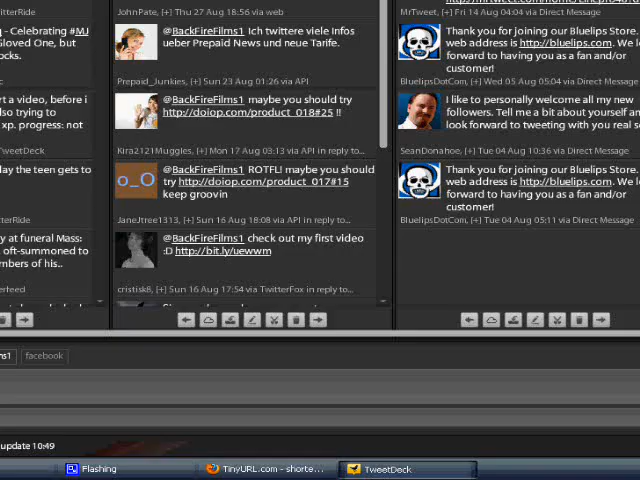 itterRide
- Celebrating #MJ
Gloved One, but
ocks.
rt a video, before i
lso trying to
xp. progress: not
TweetDeck
lay the teen gets to
itterRide
y at funeral Mass:
oft-summoned to
mbers of his..
erfeed
JohnPate, [+] Thu 27 Aug 18:56 via web
@BackFireFilms1 Ich twittere viele Infos
ueber Prepaid News und neue Tarife.
Prepaid_Junkies, [+] Sun 23 Aug 01:26 via API
@BackFireFilms1 maybe you should try
http://doiop.com/product_018#25 !!
Kira2121Muggles, [+] Mon 17 Aug 03:13 via API in reply to...
o_O
@BackFireFilms1 ROTFL! maybe you should
try http://doiop.com/product_017#15
keep groovin
JaneJtree1313, [+] Sun 16 Aug 18:08 via API in reply to...
@BackFireFilms1 check out my first video
:D http://bit.ly/uewwm
cristisk8, [+] Sun 16 Aug 17:54 via TwitterFox in reply to...
MrTweet, [+] Fri 14 Aug 04:04 via Direct Message
Thank you for joining our Bluelips Store.
web address is http://bluelips.com. We lo
forward to having you as a fan and/or
customer!
BluelipsDotCom, [+] Wed 05 Aug 05:04 via Direct Message
I like to personally welcome all my new
followers. Tell me a bit about yourself an
look forward to tweeting with you real s
SeanDonahoe, [+] Tue 04 Aug 10:36 via Direct Message
Thank you for joining our Bluelips Store.
web address is http://bluelips.com. We lo
forward to having you as a fan and/or
customer!
BluelipsDotCom, [+] Tue 04 Aug 05:11 via Direct Message
ms1
facebook
update 10:49
Flashing
TinyURL.com - shorte...
TweetDeck